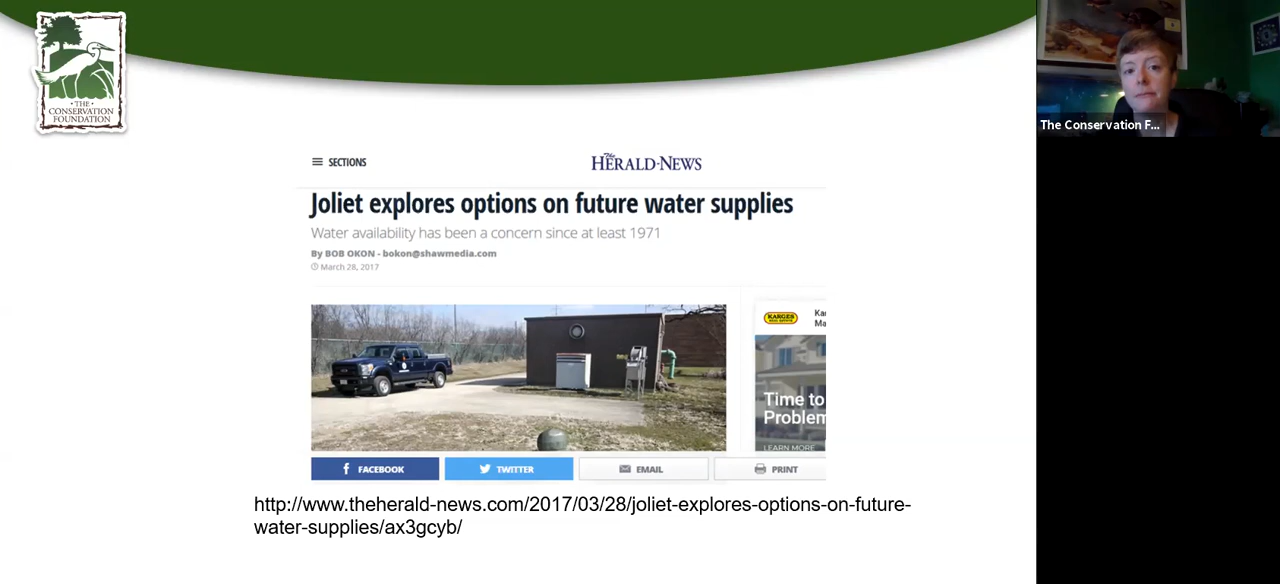 • THE •
CONSERVATION
FOUNDATION
The Conservation F...
SECTIONS
The
HERALD-NEWS
Joliet explores options on future water supplies
Water availability has been a concern since at least 1971
By BOB OKON - bokon@shawmedia.com
March 28, 2017
KARGES
Ka
Ma
Time to
Problem
LEARN MORE
FACEBOOK
TWITTER
EMAIL
PRINT
http://www.theherald-news.com/2017/03/28/joliet-explores-options-on-future-
water-supplies/ax3gcyb/